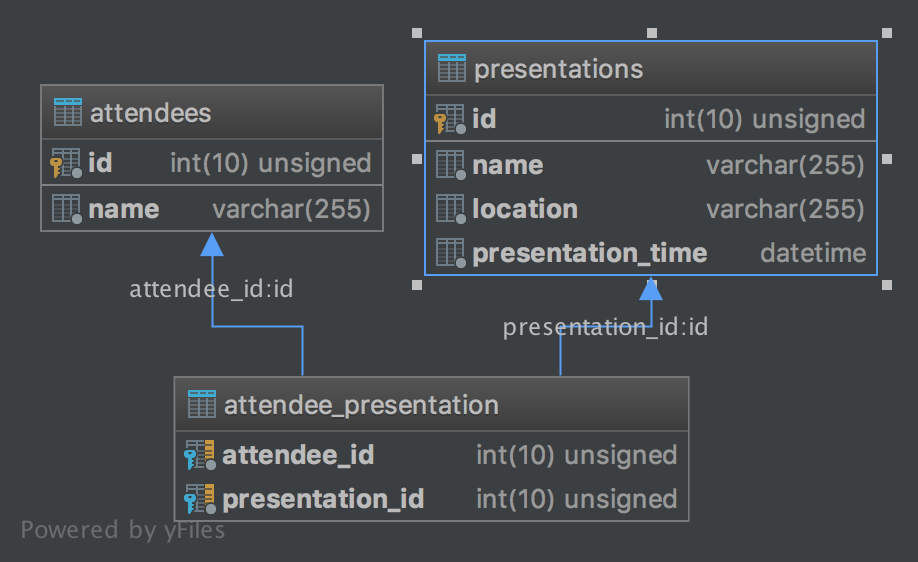 attendees
id int(10) unsigned
name varchar(255)
presentations
id int(10) unsigned
name varchar(255)
location varchar(255)
presentation_time datetime
attendee_id:id
presentation_id:id
attendee_presentation
attendee_id int(10) unsigned
presentation_id int(10) unsigned
Powered by yFiles